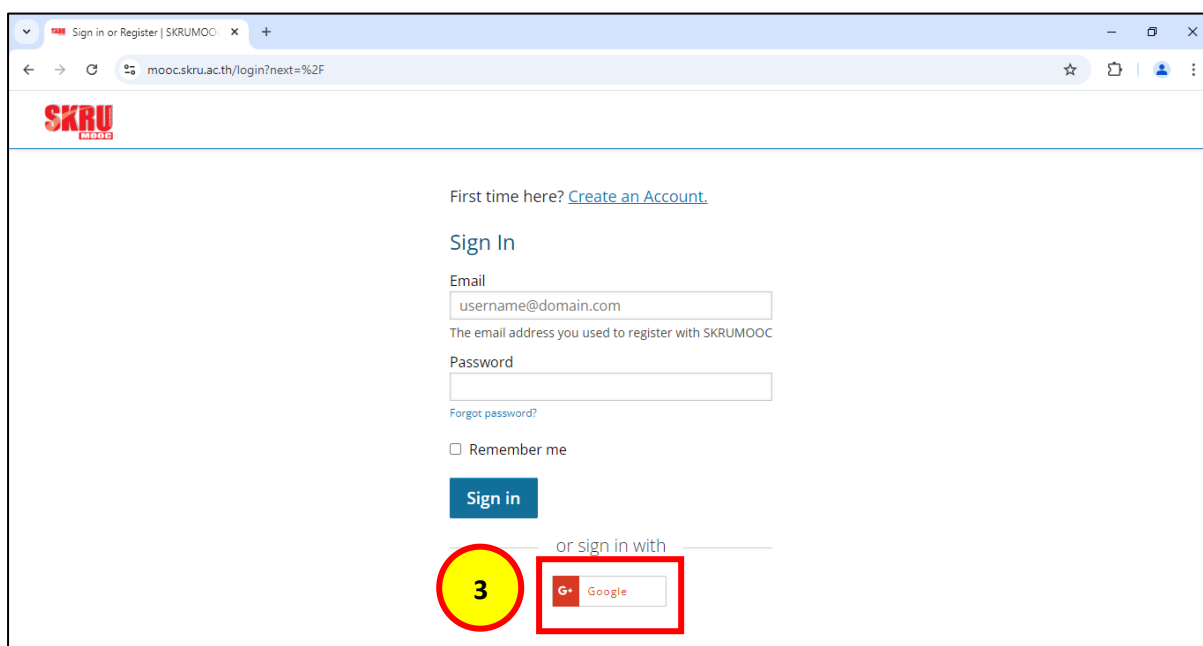 Sign in or Register | SKRUMOO
mooc.skru.ac.th/login?next=%2F
SKRU
MOOC
First time here? Create an Account.
Sign In
Email
username@domain.com
The email address you used to register with SKRUMOOC
Password
Forgot password?
Remember me
Sign in
or sign in with
3
G+ Google